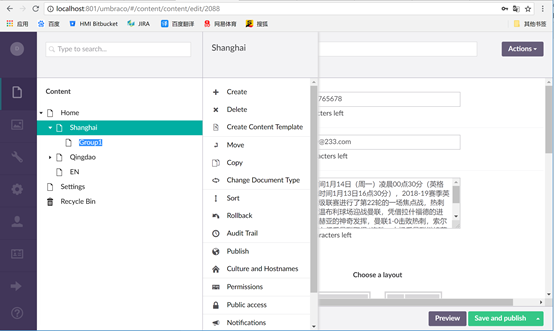 localhost:801/umbraco/#/content/content/edit/2088
应用 百度 HMI Bitbucket JIRA 百度翻译 网易体育 搜狐 其他书签
Type to search...
Shanghai
Actions
Content
Home
Shanghai
Group1
Qingdao
EN
Settings
Recycle Bin
Create
Delete
Create Content Template
Move
Copy
Change Document Type
Sort
Rollback
Audit Trail
Publish
Culture and Hostnames
Permissions
Public access
Notifications
765678
cters left
@233.com
racters left
间1月14日（周一）凌晨00点30分（英格
时间1月13日16点30分），2018-19赛季英
级联赛进行了第22轮的一场焦点战，热刺
温布利球场迎战曼联，凭借拉什福德的进
赫亚的神奇发挥，曼联1-0击败热刺，索尔
racters left
Choose a layout
Preview
Save and publish